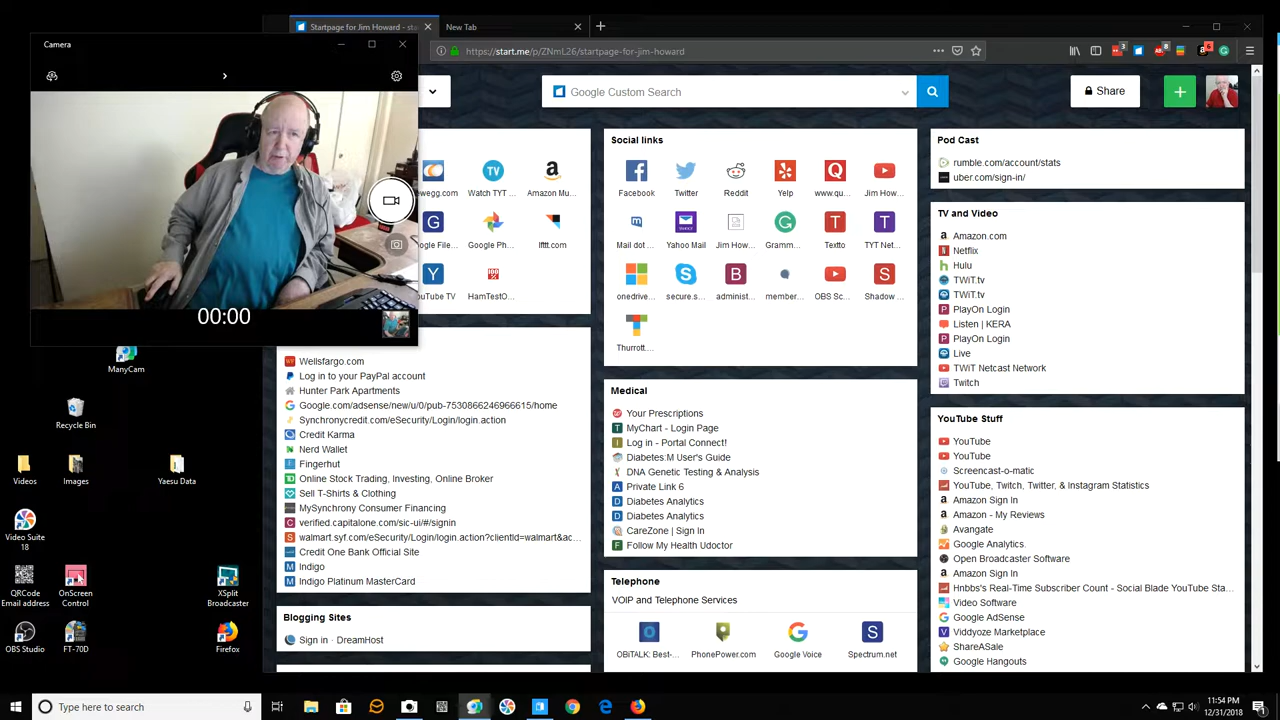 Startpage for Jim Howard - sta
New Tab
Camera
https://start.me/p/ZNmL26/startpage-for-jim-howard
3
8
6
Google Custom Search
Share
00:00
ewegg.com
Watch TYT ...
Amazon Mu...
ogle File...
Google Ph...
Ifttt.com
YouTube TV
HamTestO...
Social links
Facebook
Twitter
Reddit
Yelp
www.qu...
Jim How...
Mail dot ...
Yahoo Mail
Jim How...
Gramm...
Textto
TYT Net...
onedrive...
secure.s...
administ...
member...
OBS Sc...
Shadow ...
Thurrott....
Pod Cast
rumble.com/account/stats
uber.com/sign-in/
TV and Video
Amazon.com
Netflix
Hulu
TWiT.tv
TWiT.tv
PlayOn Login
Listen | KERA
PlayOn Login
Live
TWiT Netcast Network
Twitch
Wellsfargo.com
Log in to your PayPal account
Hunter Park Apartments
Google.com/adsense/new/u/0/pub-7530866246966615/home
Synchronycredit.com/eSecurity/Login/login.action
Credit Karma
Nerd Wallet
Fingerhut
Online Stock Trading, Investing, Online Broker
Sell T-Shirts & Clothing
MySynchrony Consumer Financing
verified.capitalone.com/sic-ui/#/signin
walmart.syf.com/eSecurity/Login/login.action?clientId=walmart&ac...
Credit One Bank Official Site
Indigo
Indigo Platinum MasterCard
Blogging Sites
Sign in · DreamHost
Medical
Your Prescriptions
MyChart - Login Page
Log in - Portal Connect!
Diabetes:M User's Guide
DNA Genetic Testing & Analysis
Private Link 6
Diabetes Analytics
Diabetes Analytics
CareZone | Sign In
Follow My Health Udoctor
Telephone
VOIP and Telephone Services
OBiTALK: Best-...
PhonePower.com
Google Voice
Spectrum.net
YouTube Stuff
YouTube
YouTube
Screencast-o-matic
YouTube, Twitch, Twitter, & Instagram Statistics
Amazon Sign In
Amazon - My Reviews
Avangate
Google Analytics.
Open Broadcaster Software
Amazon Sign In
Hnbbs's Real-Time Subscriber Count - Social Blade YouTube Sta...
Video Software
Google AdSense
Viddyoze Marketplace
ShareASale
Google Hangouts
ManyCam
Recycle Bin
Videos
Images
Yaesu Data
Video Suite 18
QRCode Email address
OnScreen Control
XSplit Broadcaster
OBS Studio
FT-70D
Firefox
Type here to search
11:54 PM
12/31/2018